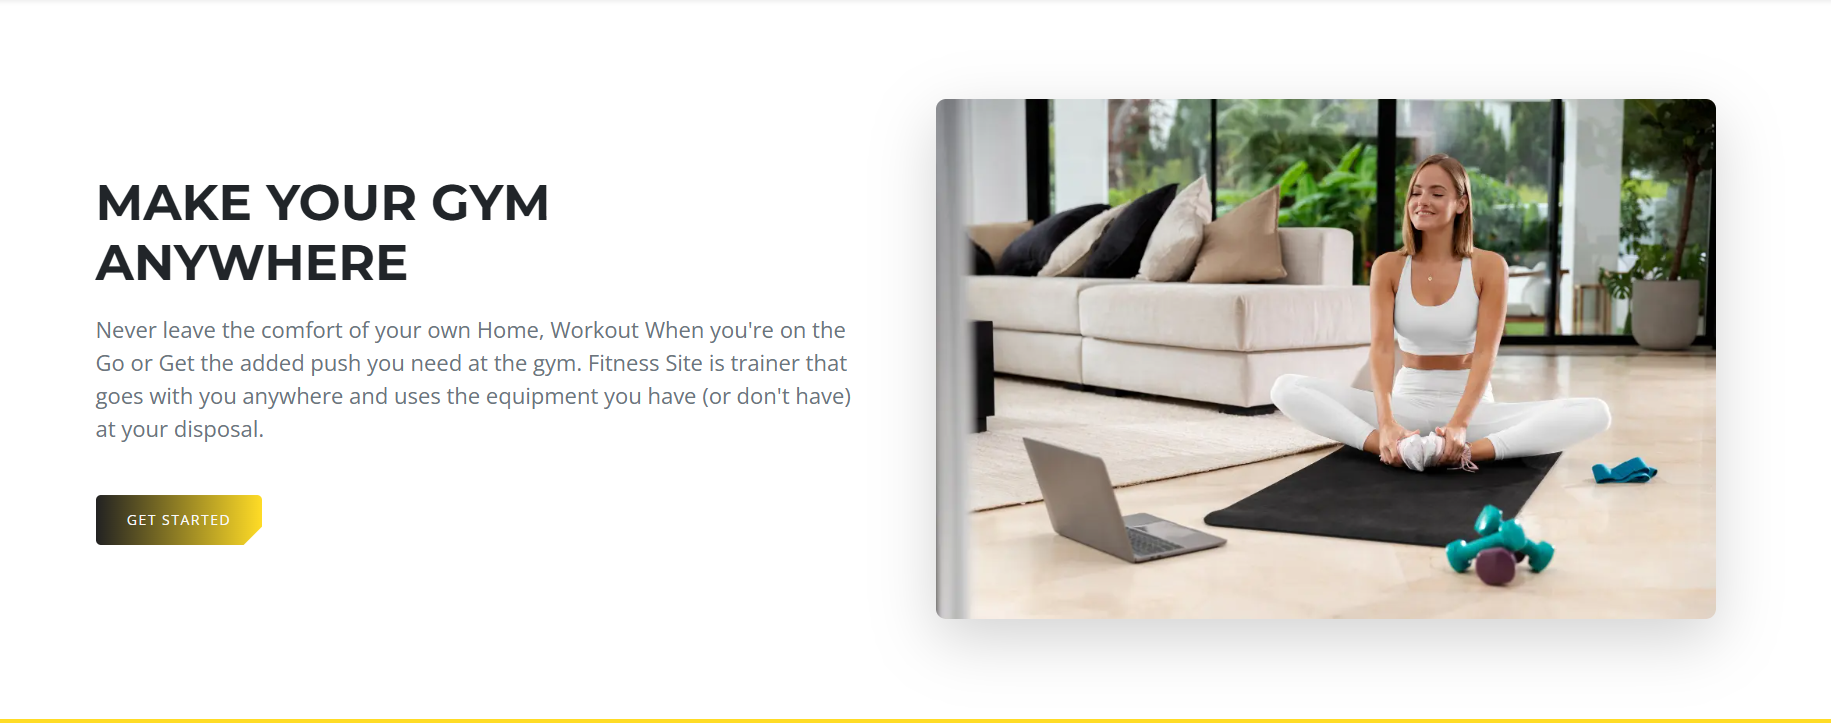 MAKE YOUR GYM
ANYWHERE
Never leave the comfort of your own Home, Workout When you're on the
Go or Get the added push you need at the gym. Fitness Site is trainer that
goes with you anywhere and uses the equipment you have (or don't have)
at your disposal.
GET STARTED